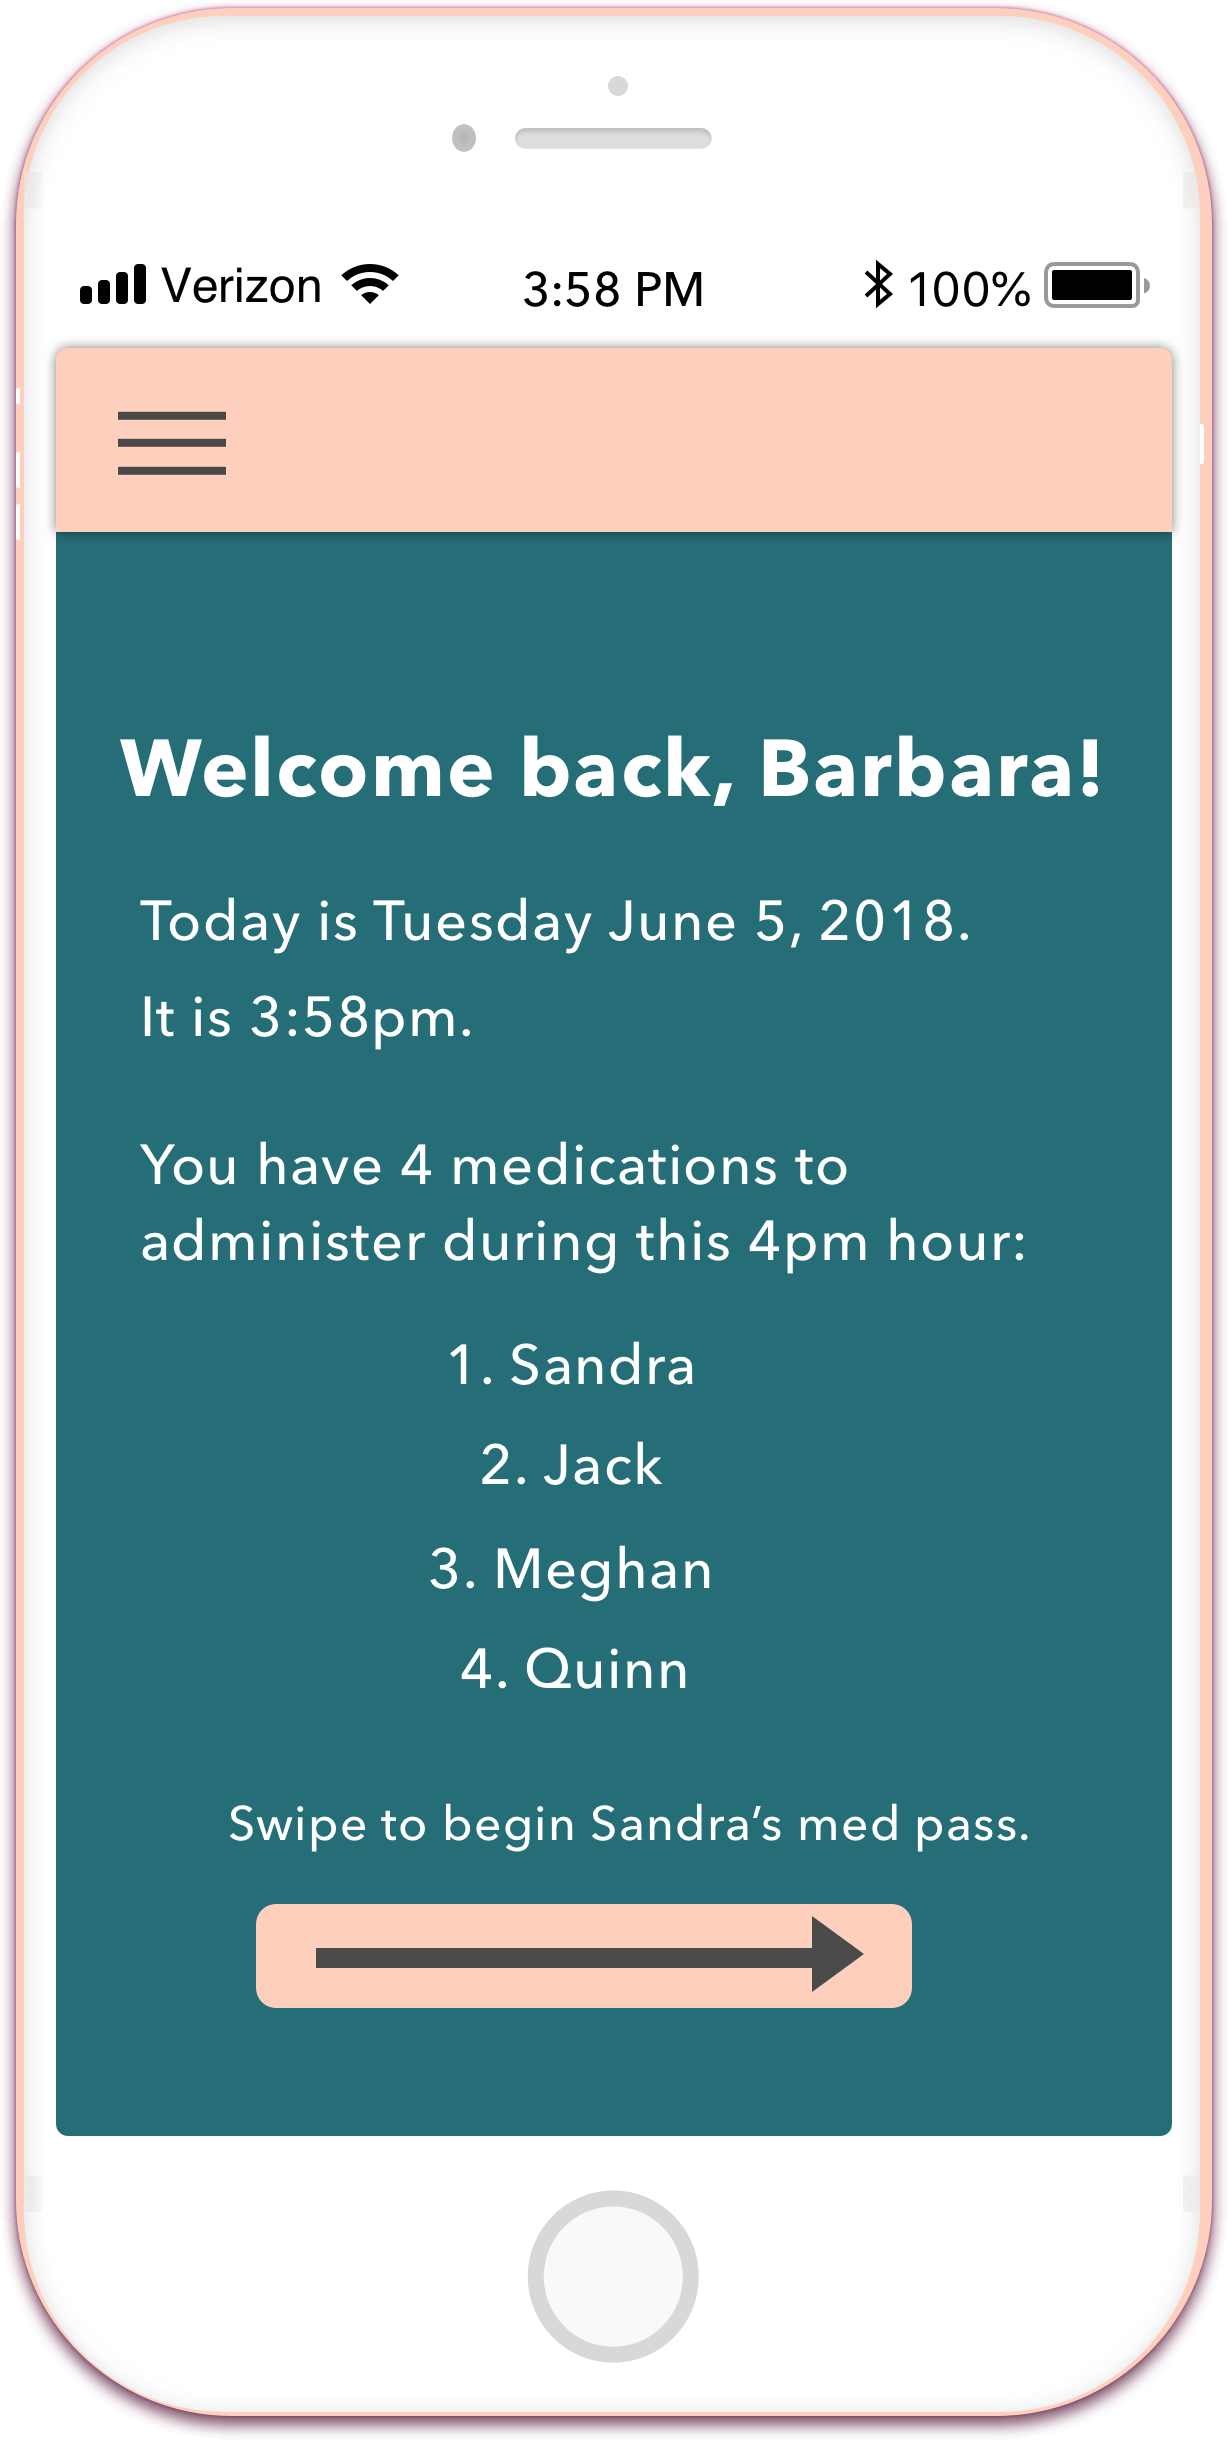 Verizon 3:58 PM 100%
Welcome back, Barbara!
Today is Tuesday June 5, 2018.
It is 3:58pm.
You have 4 medications to
administer during this 4pm hour:
1. Sandra
2. Jack
3. Meghan
4. Quinn
Swipe to begin Sandra’s med pass.